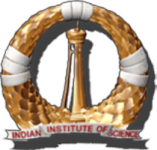 INDIAN INSTITUTE OF SCIENCE